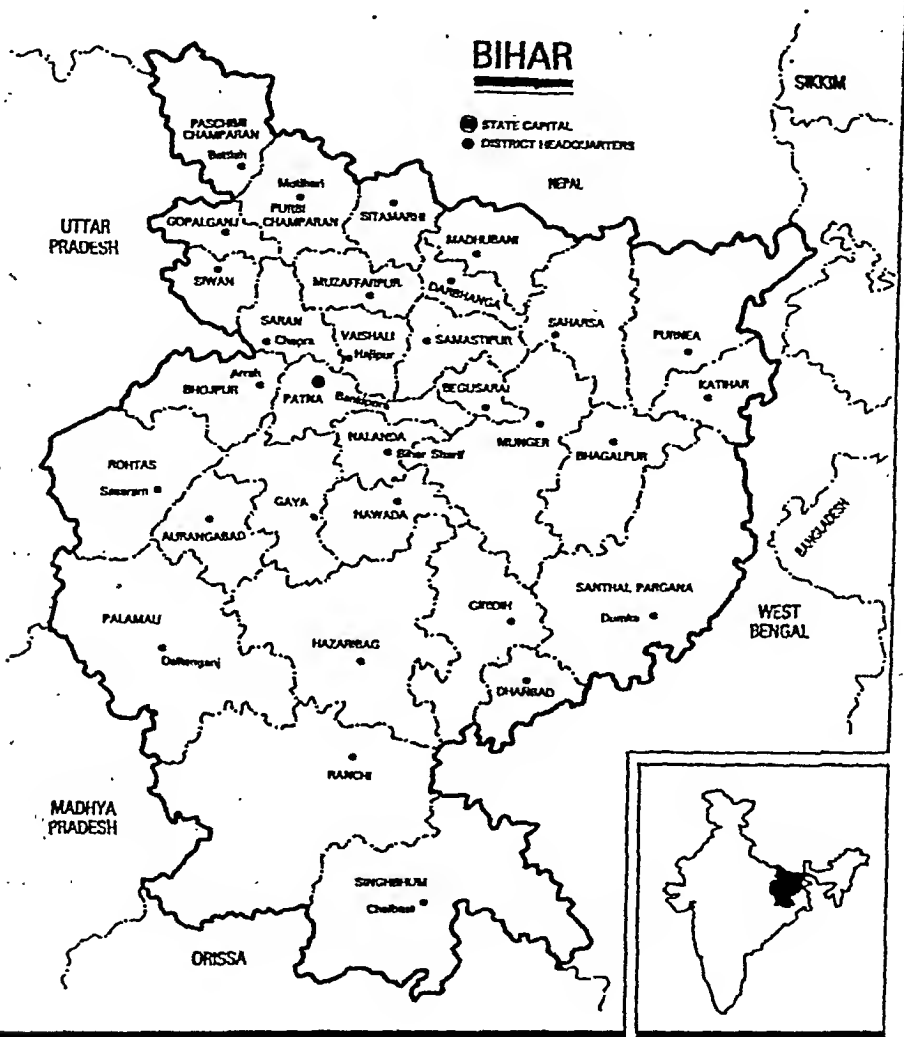 BIHAR
SIKKIM
STATE CAPITAL
DISTRICT HEADQUARTERS
NEPAL
PASCHIMI
CHAMPARAN
Bettiah
Motihari
PURBI
CHAMPARAN
SITAMARHI
GOPALGANJ
UTTAR
PRADESH
MADHUBANI
SIWAN
MUZAFFARPUR
DARBHANGA
SARAN
Chapra
VAISHALI
Hajipur
SAMASTIPUR
SAHARSA
PURNEA
Arrah
BHOJPUR
PATNA
Bankipore
BEGUSARAI
KATIHAR
NALANDA
Bihar Sharif
MUNGER
BHAGALPUR
ROHTAS
Sasaram
GAYA
NAWADA
AURANGABAD
BANGLADESH
PALAMAU
Daltenganj
HAZARIBAG
GIRIDIH
SANTHAL PARGANA
Dumka
WEST
BENGAL
DHANBAD
RANCHI
MADHYA
PRADESH
SINGHBHUM
Chaibasa
ORISSA